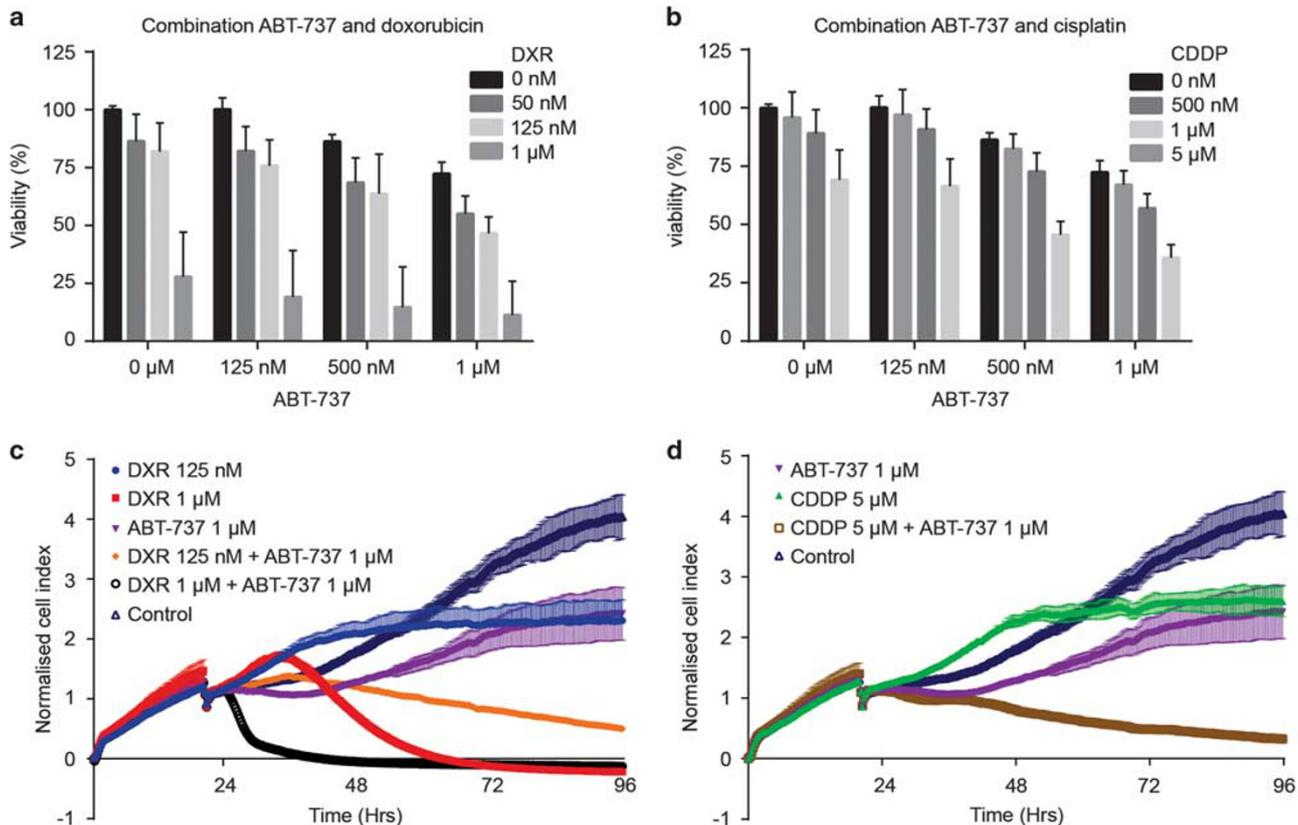 a
Combination ABT-737 and doxorubicin
DXR
0 nM
50 nM
125 nM
1 µM
125
100
75
50
25
0
Viability (%)
0 µM 125 nM 500 nM 1 µM
ABT-737
b
Combination ABT-737 and cisplatin
CDDP
0 nM
500 nM
1 µM
5 µM
125
100
75
50
25
0
viability (%)
0 µM 125 nM 500 nM 1 µM
ABT-737
c
DXR 125 nM
DXR 1 µM
ABT-737 1 µM
DXR 125 nM + ABT-737 1 µM
DXR 1 µM + ABT-737 1 µM
Control
5
4
3
2
1
0
-1
Normalised cell index
24 48 72 96
Time (Hrs)
d
ABT-737 1 µM
CDDP 5 µM
CDDP 5 µM + ABT-737 1 µM
Control
5
4
3
2
1
0
-1
Normalised cell index
24 48 72 96
Time (Hrs)